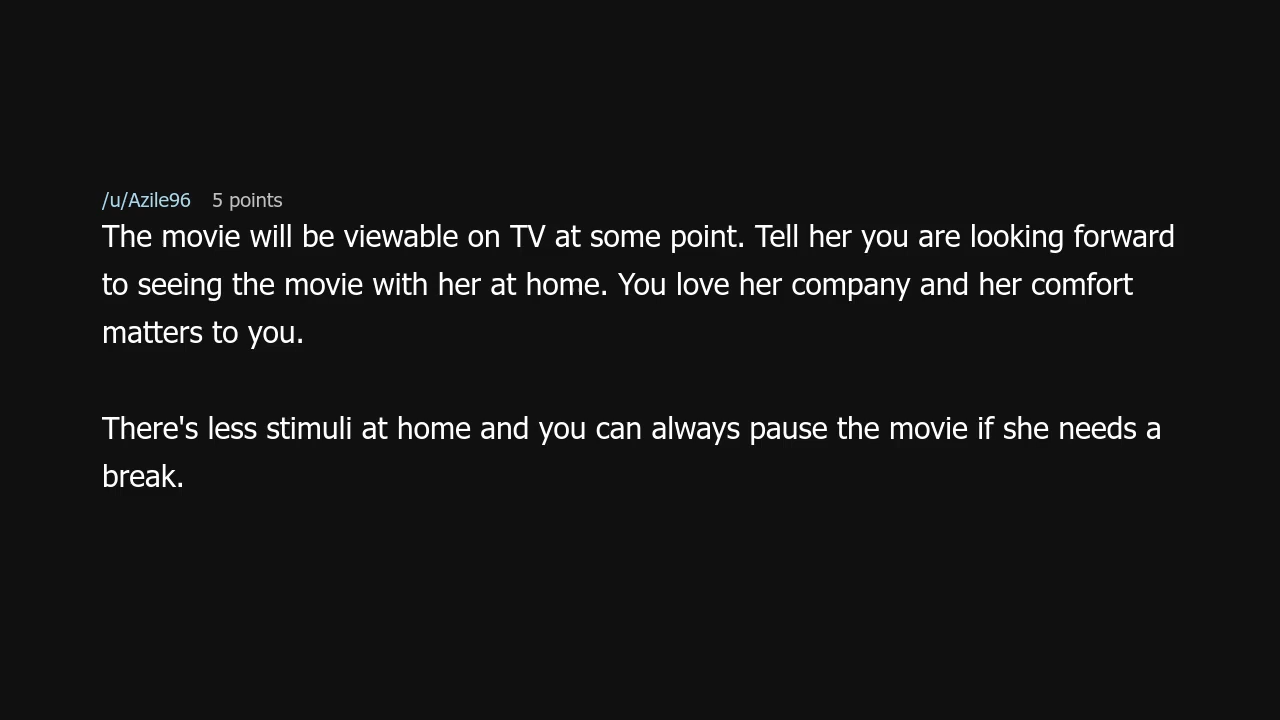 /u/Azile96 5 points
The movie will be viewable on TV at some point. Tell her you are looking forward
to seeing the movie with her at home. You love her company and her comfort
matters to you.
There's less stimuli at home and you can always pause the movie if she needs a
break.